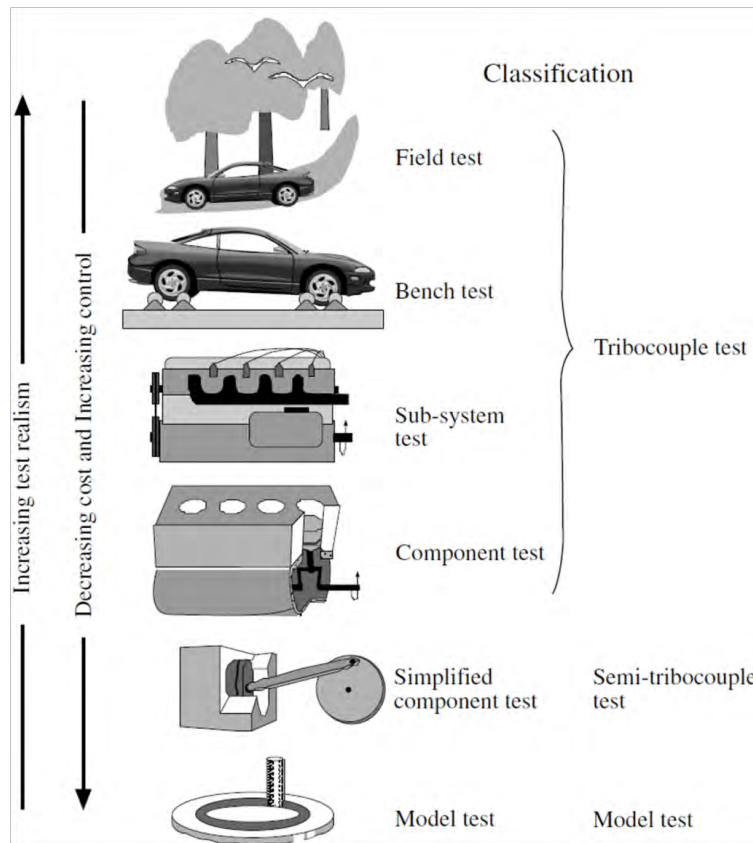 Classification
Field test
Bench test
Tribocouple test
Sub-system
test
Component test
Simplified
component test
Semi-tribocouple
test
Model test
Model test
Increasing test realism
Decreasing cost and Increasing control